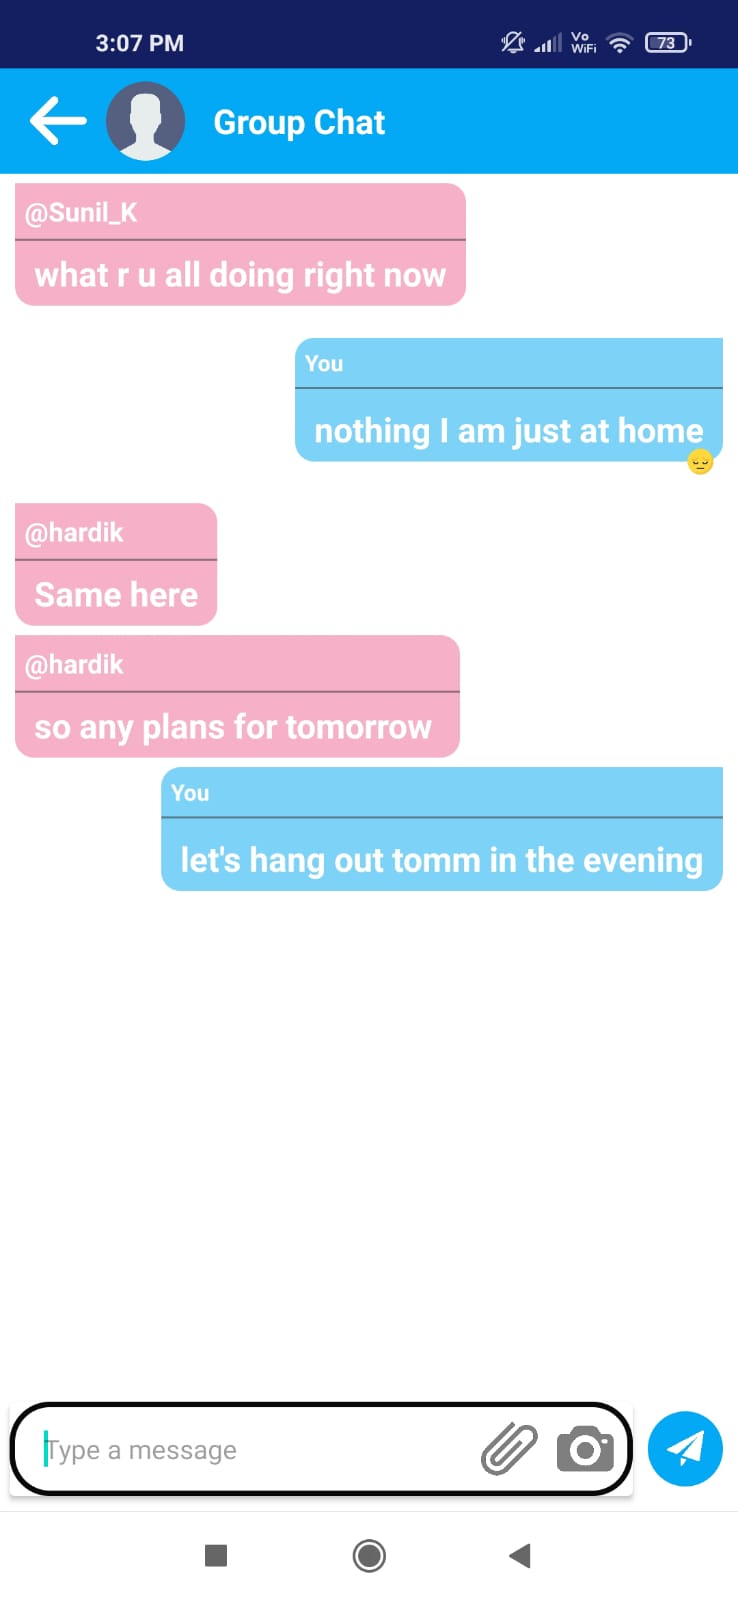 3:07 PM
Vo
WiFi
73
Group Chat
@Sunil_K
what r u all doing right now
You
nothing I am just at home
@hardik
Same here
@hardik
so any plans for tomorrow
You
let's hang out tomm in the evening
Type a message